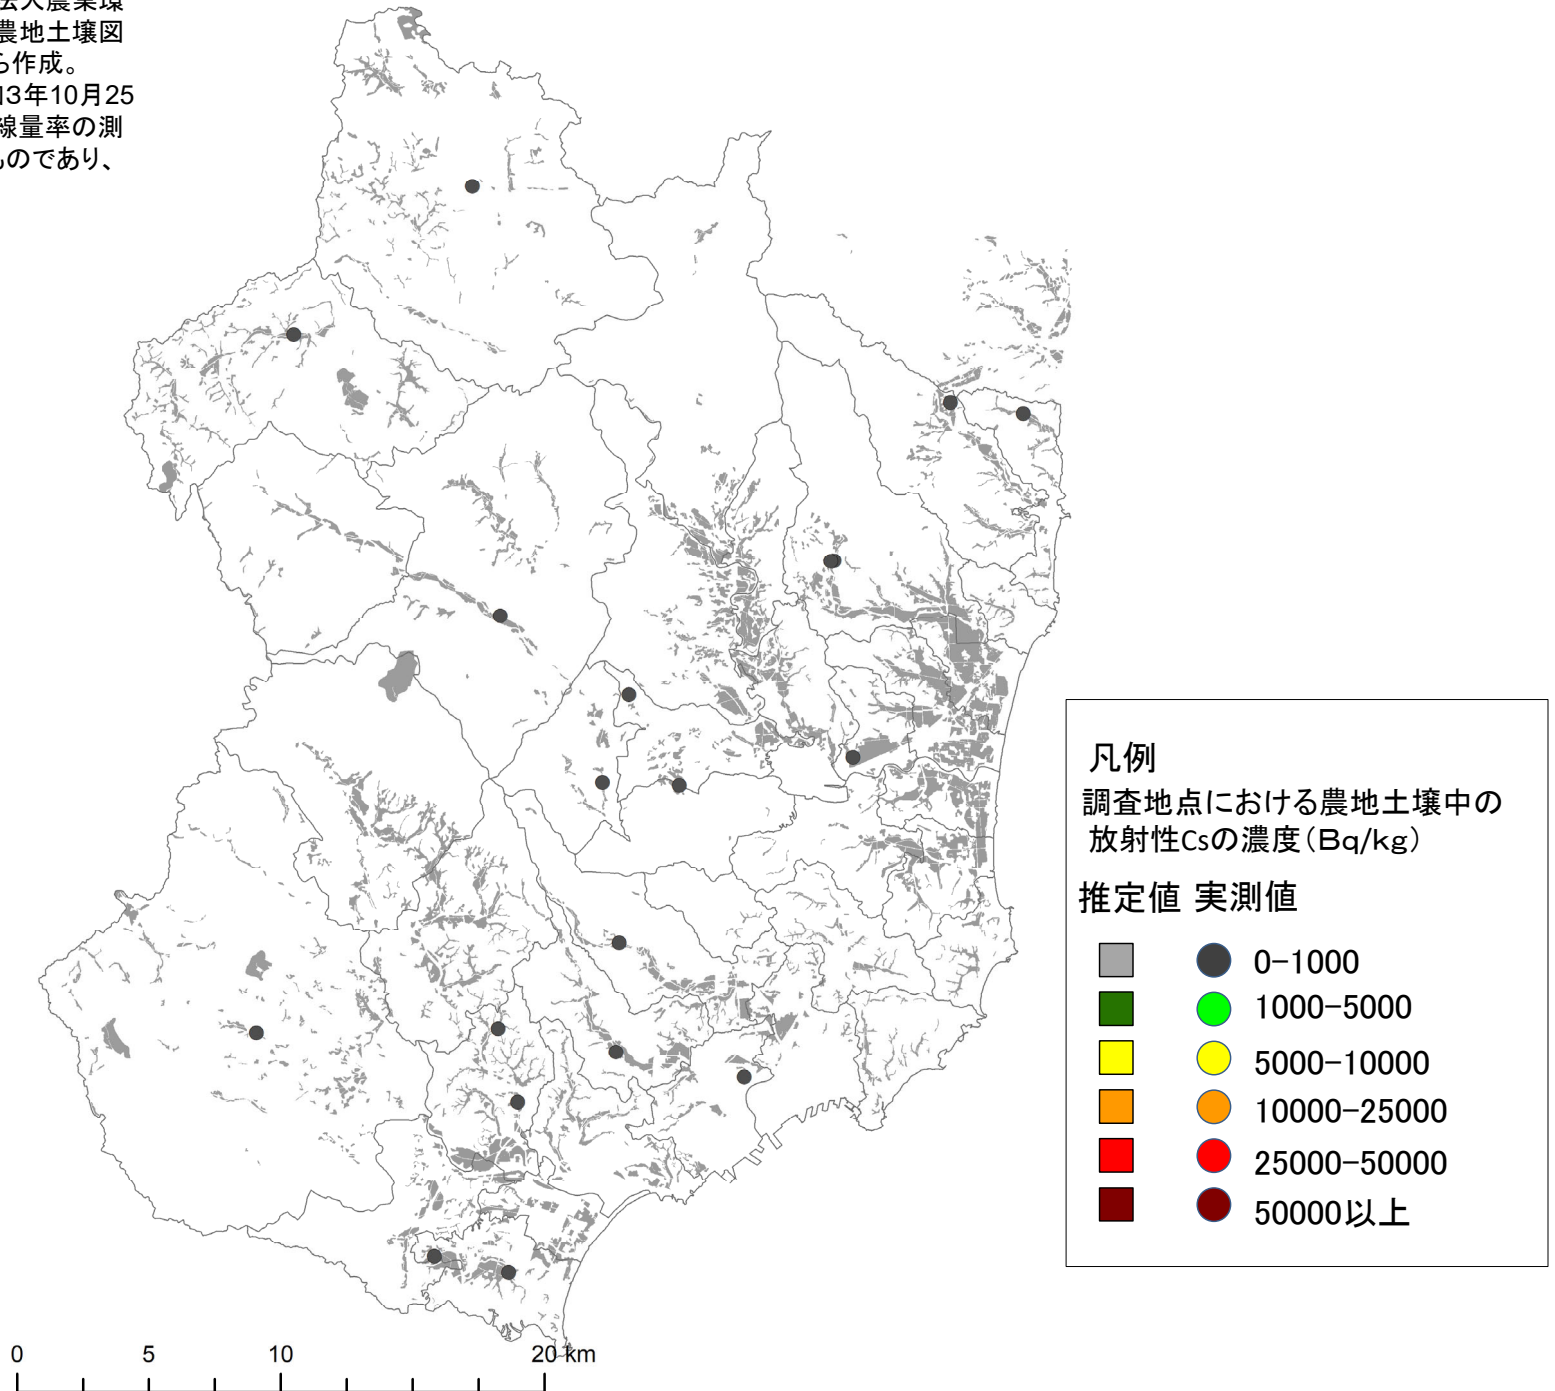 法人農業環
農地土壌図
ら作成。
和3年10月25
線量率の測
ものであり、
凡例
調査地点における農地土壌中の
放射性Csの濃度(Bq/kg)
推定値 実測値
0-1000
1000-5000
5000-10000
10000-25000
25000-50000
50000以上
0 5 10 20 km